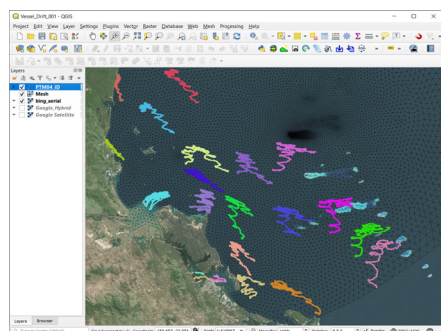 Vessel_Drift_001 - QGIS
Project Edit View Layer Settings Plugins Vector Raster Database Web Mesh Processing Help
Layers
PTM04_ID
Mesh
bing_aerial
Google_Hybrid
Google Satellite
Layers Browser